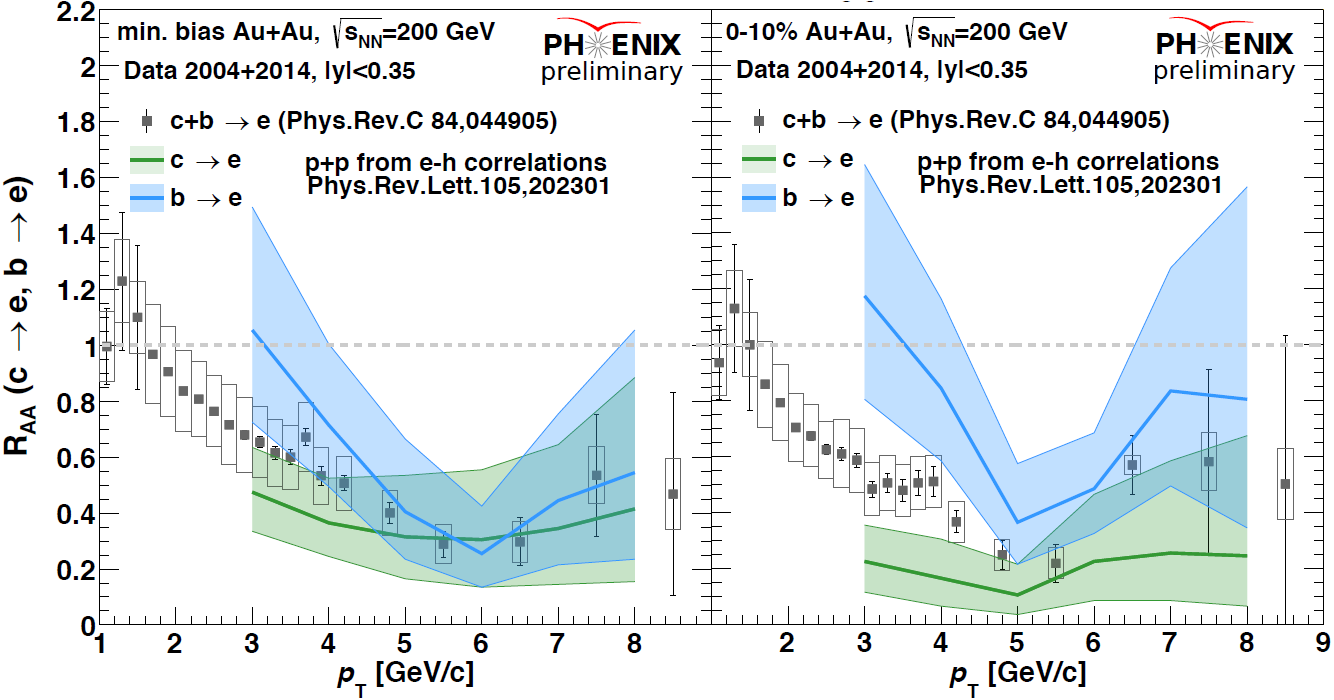 min. bias Au+Au, √sNN=200 GeV
PHENIX
preliminary
Data 2004+2014, |y|<0.35
c+b → e (Phys.Rev.C 84,044905)
c → e
b → e
p+p from e-h correlations
Phys.Rev.Lett.105,202301
0-10% Au+Au, √sNN=200 GeV
PHENIX
preliminary
Data 2004+2014, |y|<0.35
c+b → e (Phys.Rev.C 84,044905)
c → e
b → e
p+p from e-h correlations
Phys.Rev.Lett.105,202301
RAA (c → e, b → e)
2.2
2
1.8
1.6
1.4
1.2
1
0.8
0.6
0.4
0.2
0
1 2 3 4 5 6 7 8
2 3 4 5 6 7 8 9
pT [GeV/c]
pT [GeV/c]